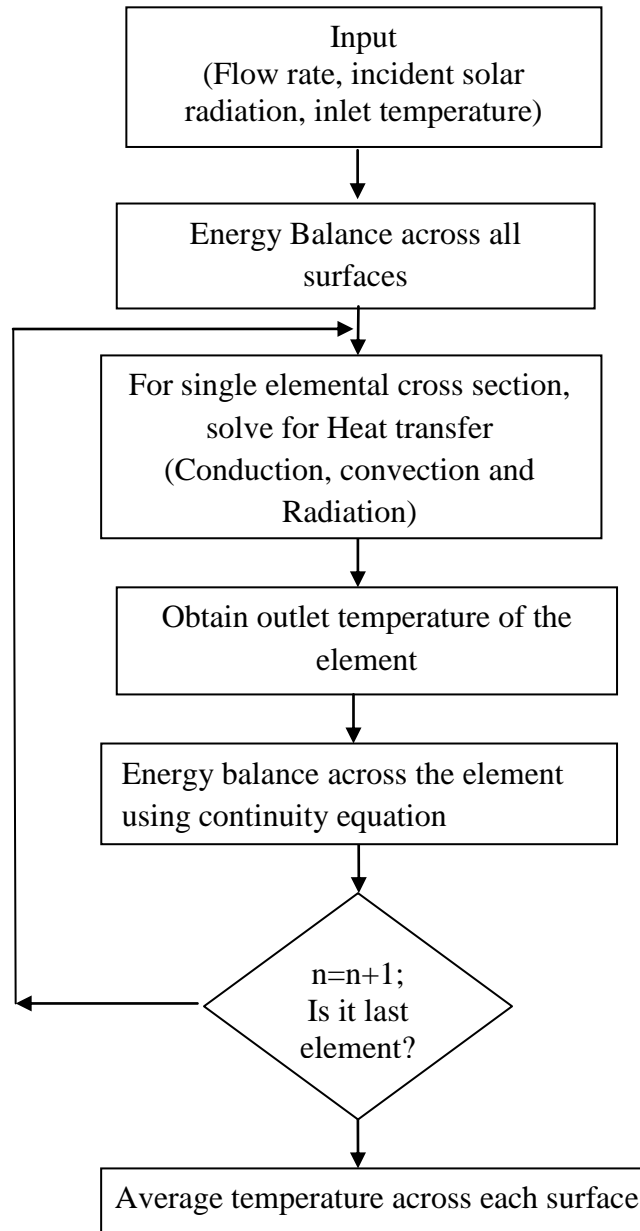 Input
(Flow rate, incident solar
radiation, inlet temperature)
Energy Balance across all
surfaces
For single elemental cross section,
solve for Heat transfer
(Conduction, convection and
Radiation)
Obtain outlet temperature of the
element
Energy balance across the element
using continuity equation
n=n+1;
Is it last
element?
Average temperature across each surface